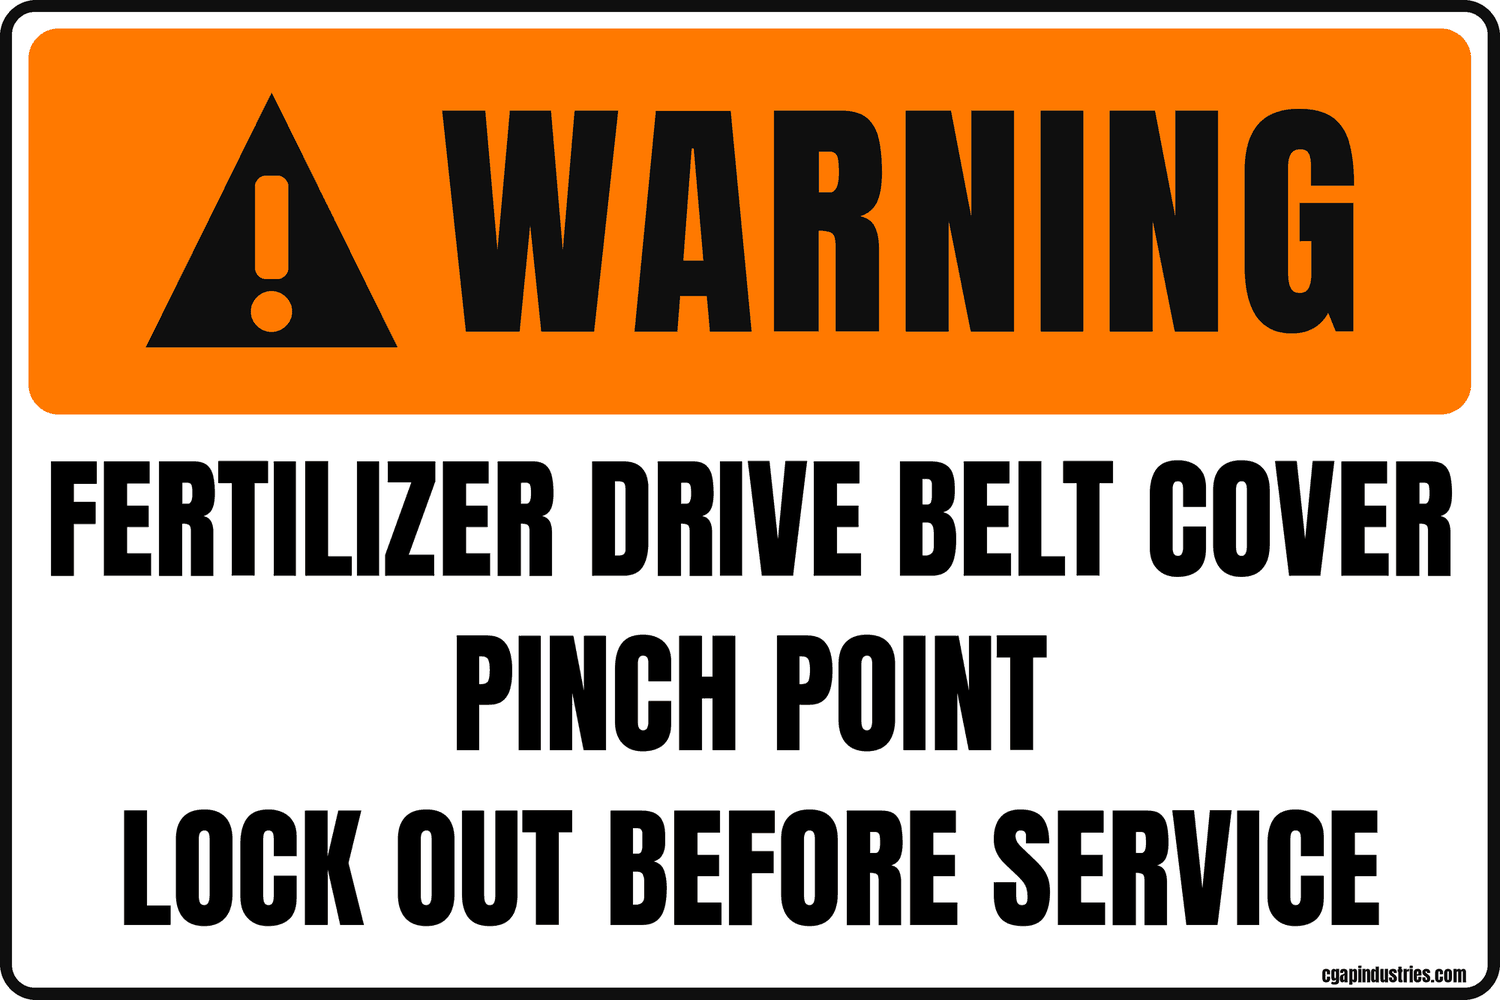 WARNING
FERTILIZER DRIVE BELT COVER
PINCH POINT
LOCK OUT BEFORE SERVICE
cgapindustries.com